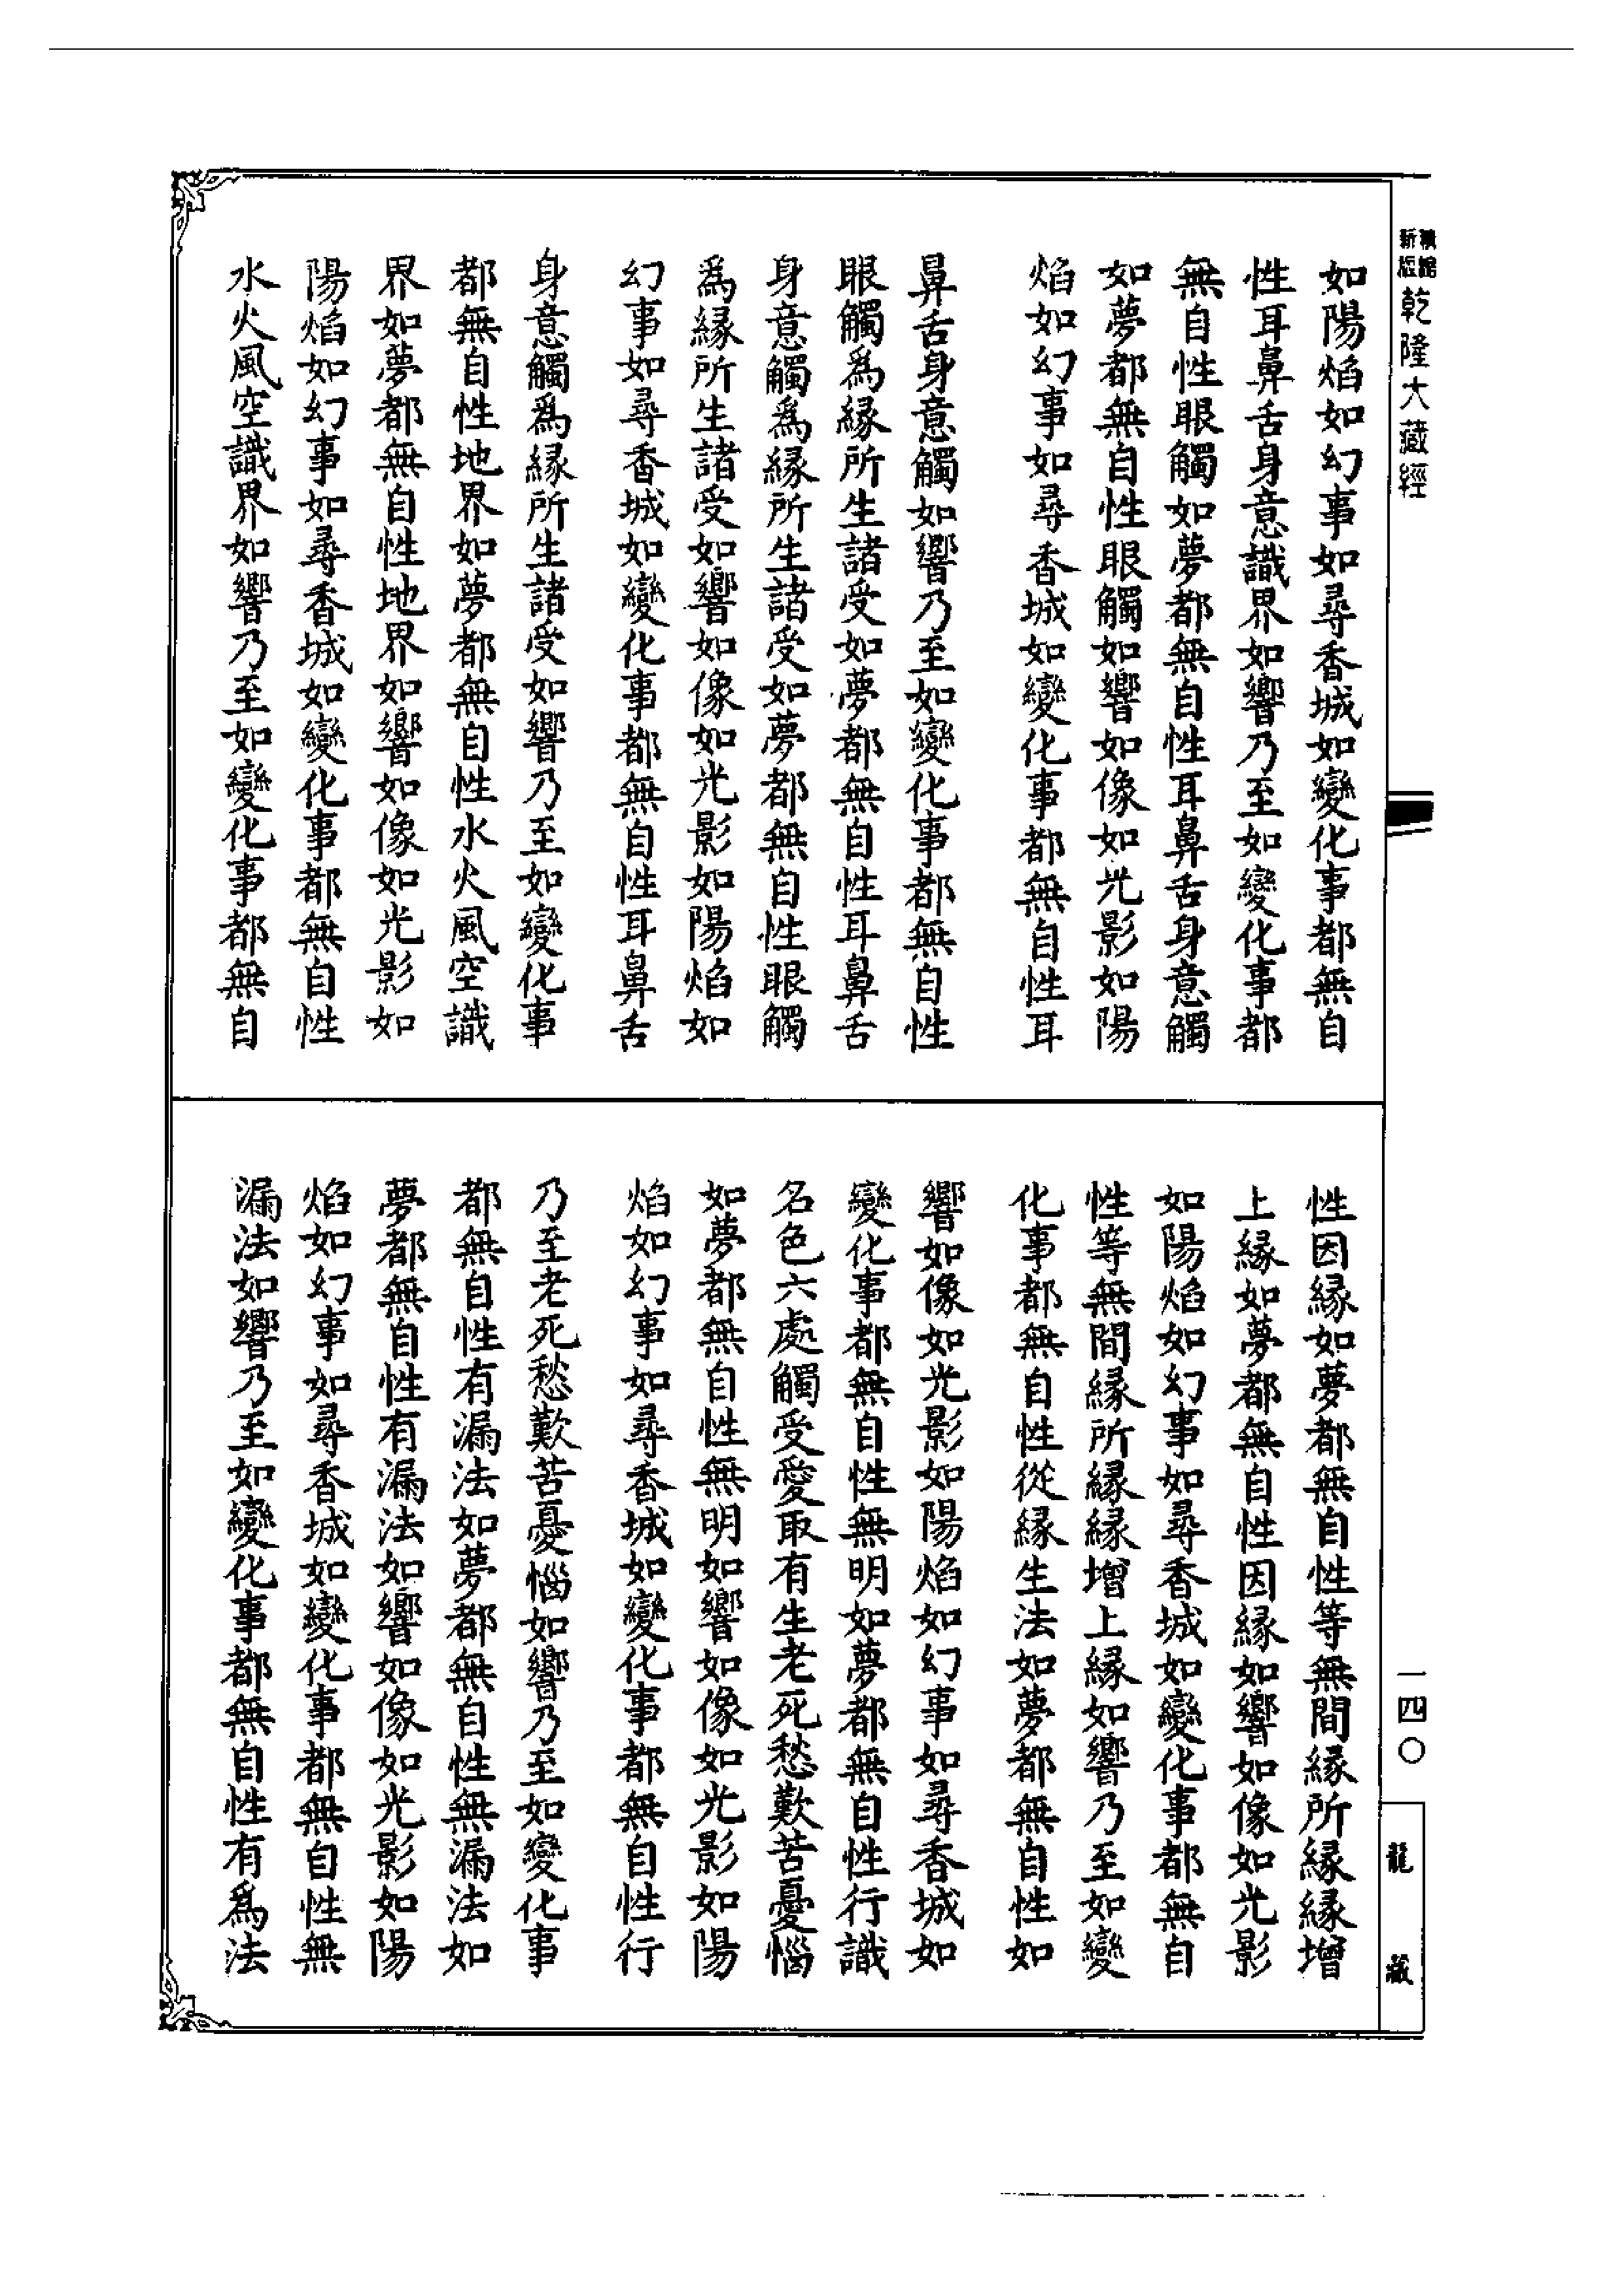 新版
精縮
乾隆大藏經
如陽焰如幻事如尋香城如變化事都無自
性耳鼻舌身意識界如響乃至如變化事都
無自性眼觸如夢都無自性耳鼻舌身意觸
如夢都無自性眼觸如響如像如光影如陽
焰如幻事如尋香城如變化事都無自性耳
鼻舌身意觸如響乃至如變化事都無自性
眼觸爲緣所生諸受如夢都無自性耳鼻舌
身意觸爲緣所生諸受如夢都無自性眼觸
爲緣所生諸受如響如像如光影如陽焰如
幻事如尋香城如變化事都無自性耳鼻舌
身意觸爲緣所生諸受如響乃至如變化事
都無自性地界如夢都無自性水火風空識
界如夢都無自性地界如響如像如光影如
陽焰如幻事如尋香城如變化事都無自性
水火風空識界如響乃至如變化事都無自
性因緣如夢都無自性等無間緣所緣緣增
上緣如夢都無自性因緣如響如像如光影
如陽焰如幻事如尋香城如變化事都無自
性等無間緣所緣緣增上緣如響乃至如變
化事都無自性從緣生法如夢都無自性如
響如像如光影如陽焰如幻事如尋香城如
變化事都無自性無明如夢都無自性行識
名色六處觸受愛取有生老死愁歎苦憂惱
如夢都無自性無明如響如像如光影如陽
焰如幻事如尋香城如變化事都無自性行
乃至老死愁歎苦憂惱如響乃至如變化事
都無自性有漏法如夢都無自性無漏法如
夢都無自性有漏法如響如像如光影如陽
焰如幻事如尋香城如變化事都無自性無
漏法如響乃至如變化事都無自性有爲法
一四〇
龍藏